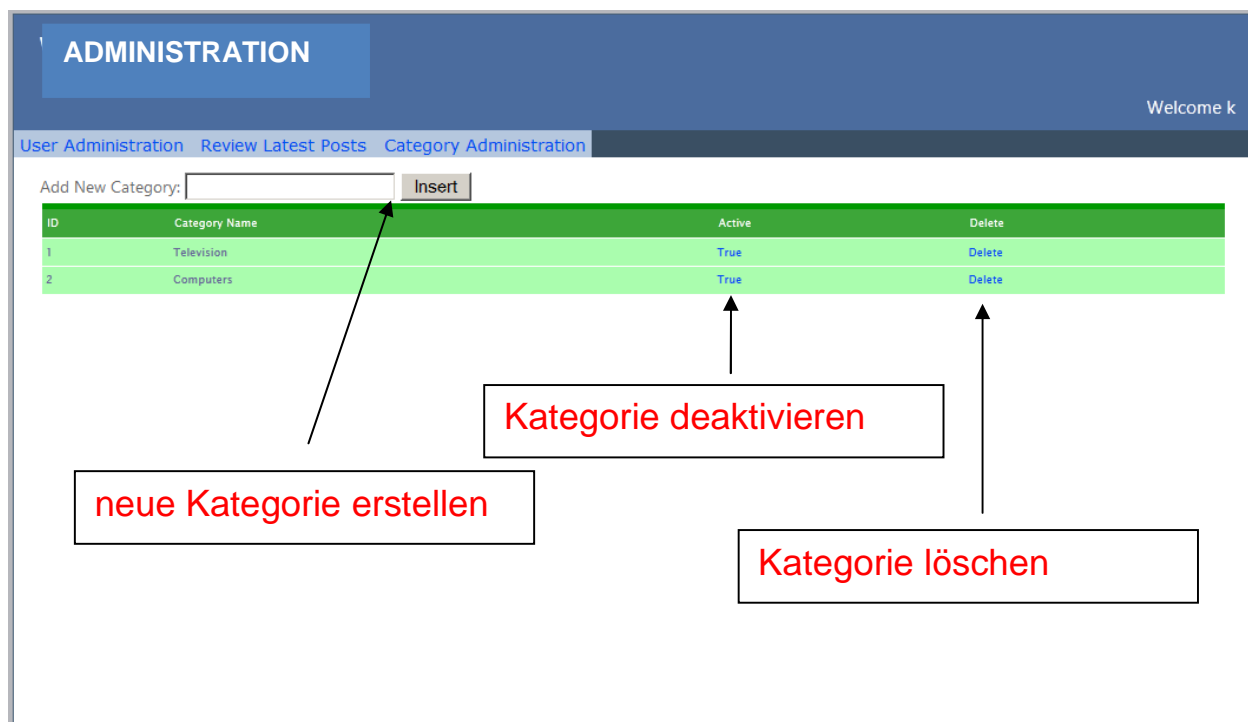 ADMINISTRATION
Welcome k
User Administration Review Latest Posts Category Administration
Add New Category: Insert
ID Category Name Active Delete
1 Television True Delete
2 Computers True Delete
Kategorie deaktivieren
neue Kategorie erstellen
Kategorie löschen